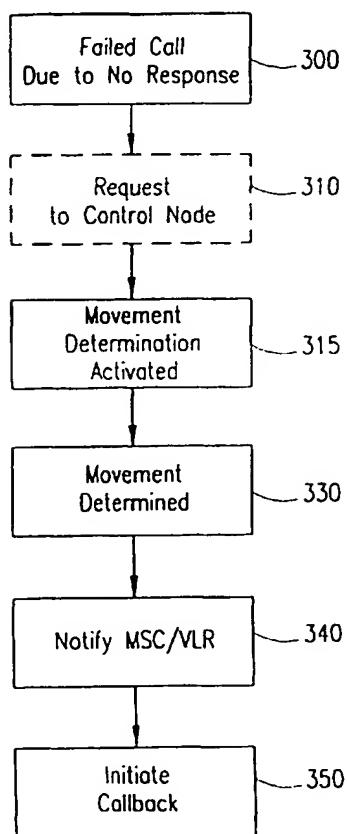 Failed Call
Due to No Response
300
Request
to Control Node
310
Movement
Determination
Activated
315
Movement
Determined
330
Notify MSC/VLR
340
Initiate
Callback
350